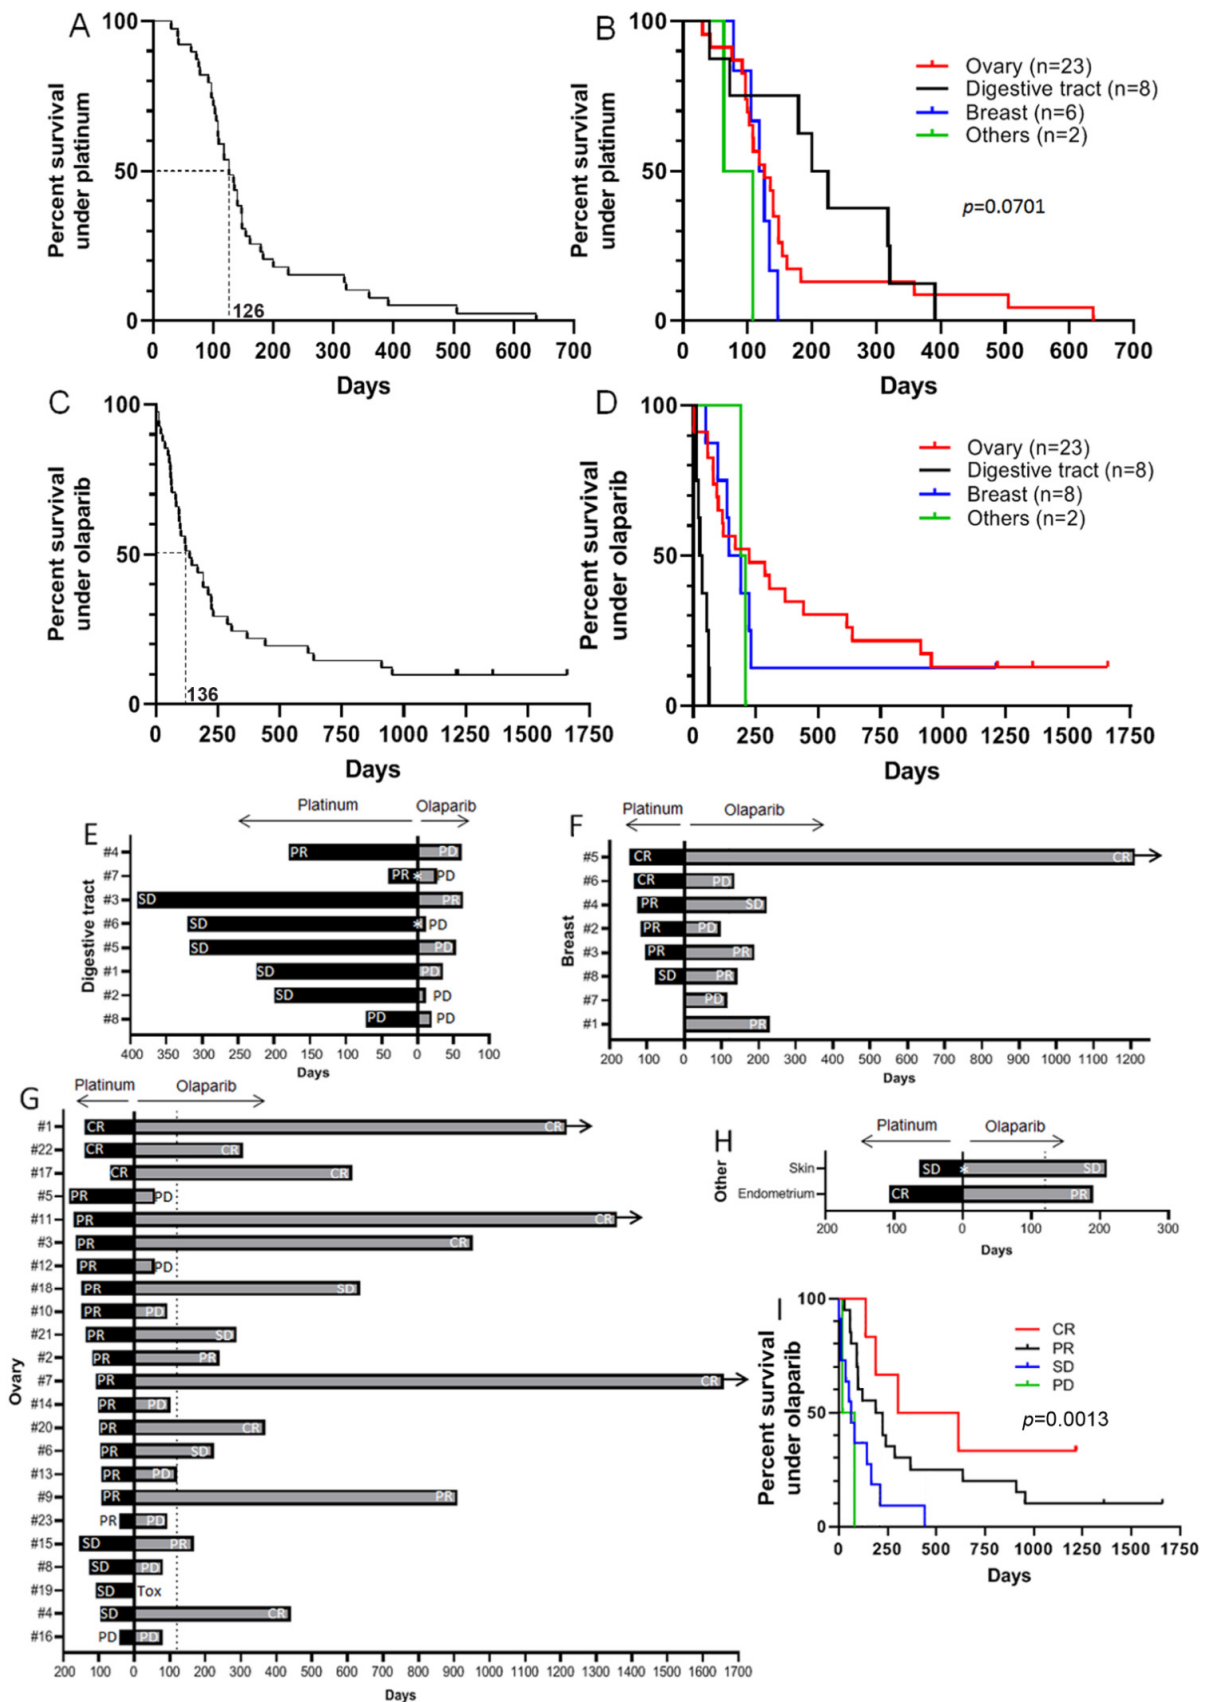 A
Percent survival
under platinum
100
50
0
126
0 100 200 300 400 500 600 700
Days
B
Percent survival
under platinum
100
50
0
Ovary (n=23)
Digestive tract (n=8)
Breast (n=6)
Others (n=2)
p=0.0701
0 100 200 300 400 500 600 700
Days
C
Percent survival
under olaparib
100
50
0
136
0 250 500 750 1000 1250 1500 1750
Days
D
Percent survival
under olaparib
100
50
0
Ovary (n=23)
Digestive tract (n=8)
Breast (n=8)
Others (n=2)
0 250 500 750 1000 1250 1500 1750
Days
E
Platinum Olaparib
Digestive tract
#4 PR PD
#7 PR * PD
#3 SD PR
#6 SD * PD
#5 SD PD
#1 SD PD
#2 SD PD
#8 PD PD
400 350 300 250 200 150 100 50 0 50 100
Days
F
Platinum Olaparib
Breast
#5 CR CR
#6 CR PD
#4 PR SD
#2 PR PD
#3 PR PR
#8 SD PR
#7 PD
#1 PR
200 100 0 100 200 300 400 500 600 700 800 900 1000 1100 1200
Days
G
Platinum Olaparib
Ovary
#1 CR CR
#22 CR CR
#17 CR CR
#5 PR PD
#11 PR CR
#3 PR CR
#12 PR PD
#18 PR SD
#10 PR PD
#21 PR SD
#2 PR PR
#7 PR CR
#14 PR PD
#20 PR CR
#6 PR SD
#13 PR PD
#9 PR PR
#23 PR PD
#15 SD PR
#8 SD PD
#19 SD Tox
#4 SD CR
#16 PD PD
200 100 0 100 200 300 400 500 600 700 800 900 1000 1100 1200 1300 1400 1500 1600 1700
Days
H
Platinum Olaparib
Other
Skin SD * SD
Endometrium CR PR
200 100 0 100 200 300
Days
I
Percent survival
under olaparib
100
50
0
CR
PR
SD
PD
p=0.0013
0 250 500 750 1000 1250 1500 1750
Days